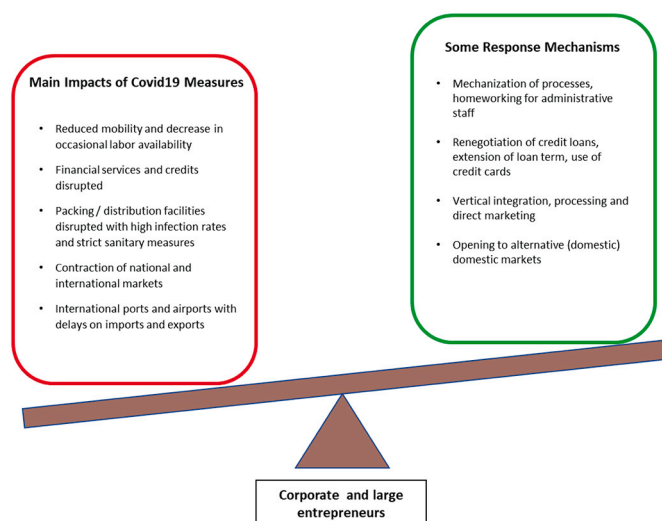 Main Impacts of Covid19 Measures
• Reduced mobility and decrease in
occasional labor availability
• Financial services and credits
disrupted
• Packing / distribution facilities
disrupted with high infection rates
and strict sanitary measures
• Contraction of national and
international markets
• International ports and airports with
delays on imports and exports
Some Response Mechanisms
• Mechanization of processes,
homeworking for administrative
staff
• Renegotiation of credit loans,
extension of loan term, use of
credit cards
• Vertical integration, processing and
direct marketing
• Opening to alternative (domestic)
domestic markets
Corporate and large
entrepreneurs